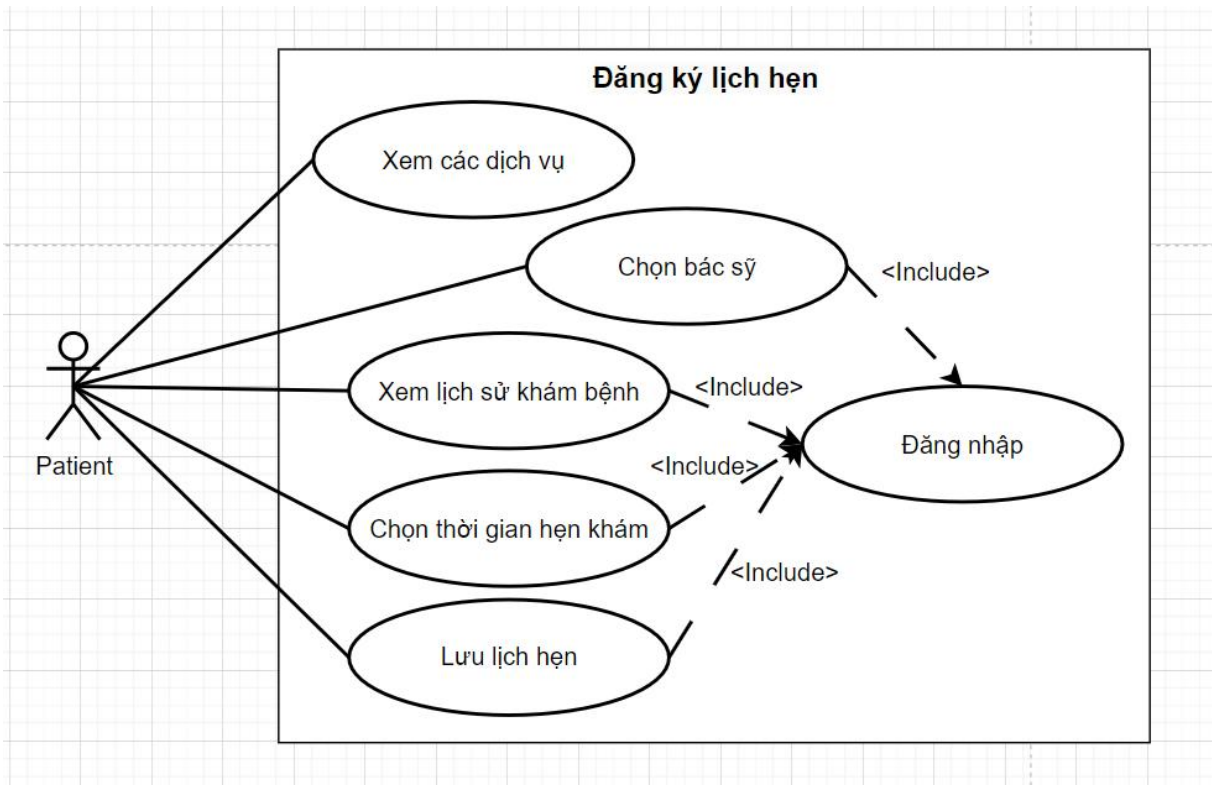 Đăng ký lịch hẹn
Xem các dịch vụ
Chọn bác sỹ
<Include>
Xem lịch sử khám bệnh
<Include>
Đăng nhập
Patient
<Include>
Chọn thời gian hẹn khám
<Include>
Lưu lịch hẹn